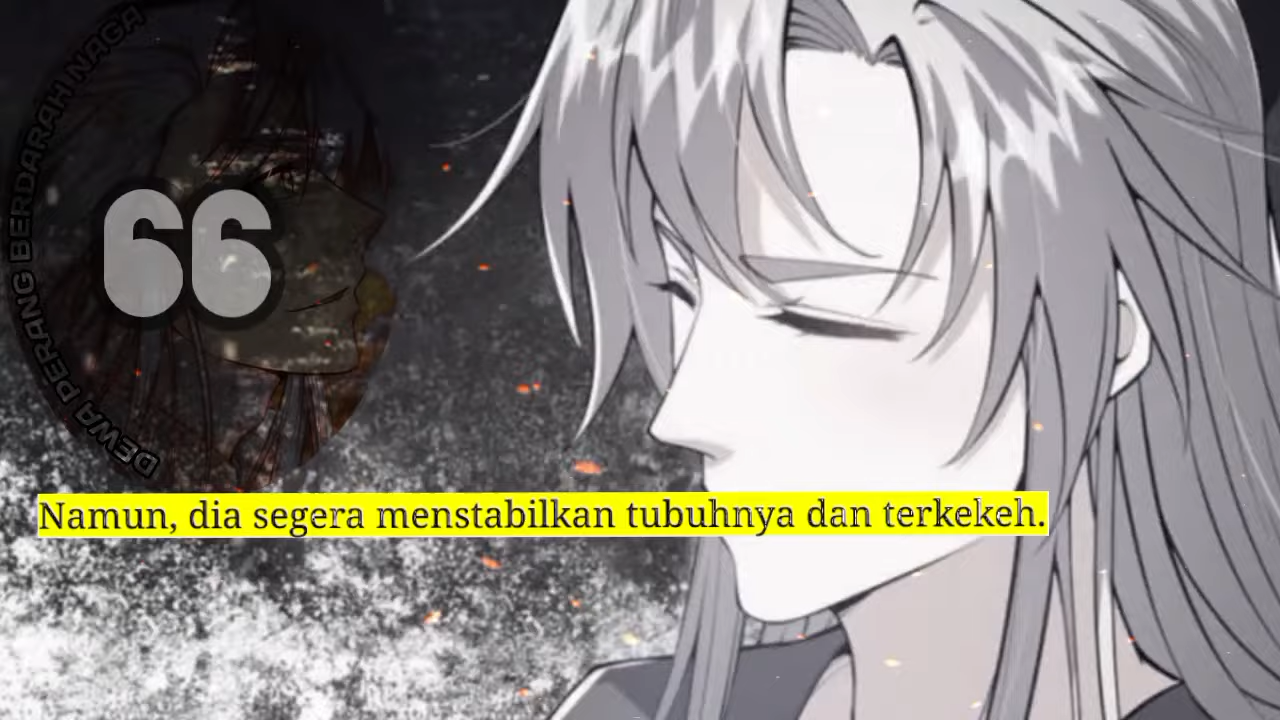 DEWA PERANG BERDARAH NAGA
66
Namun, dia segera menstabilkan tubuhnya dan terkekeh.